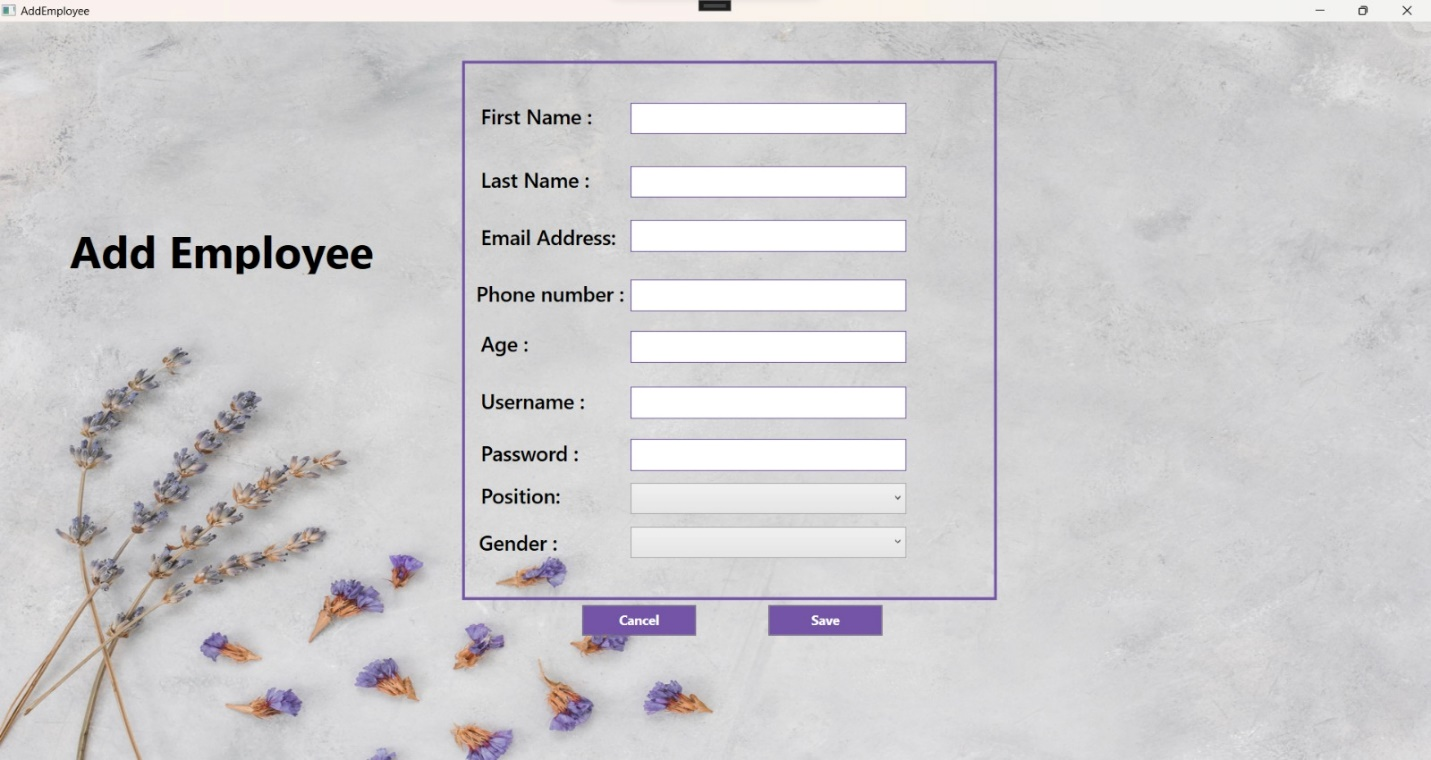 AddEmployee
Add Employee
First Name :
Last Name :
Email Address:
Phone number :
Age :
Username :
Password :
Position:
Gender :
Cancel
Save